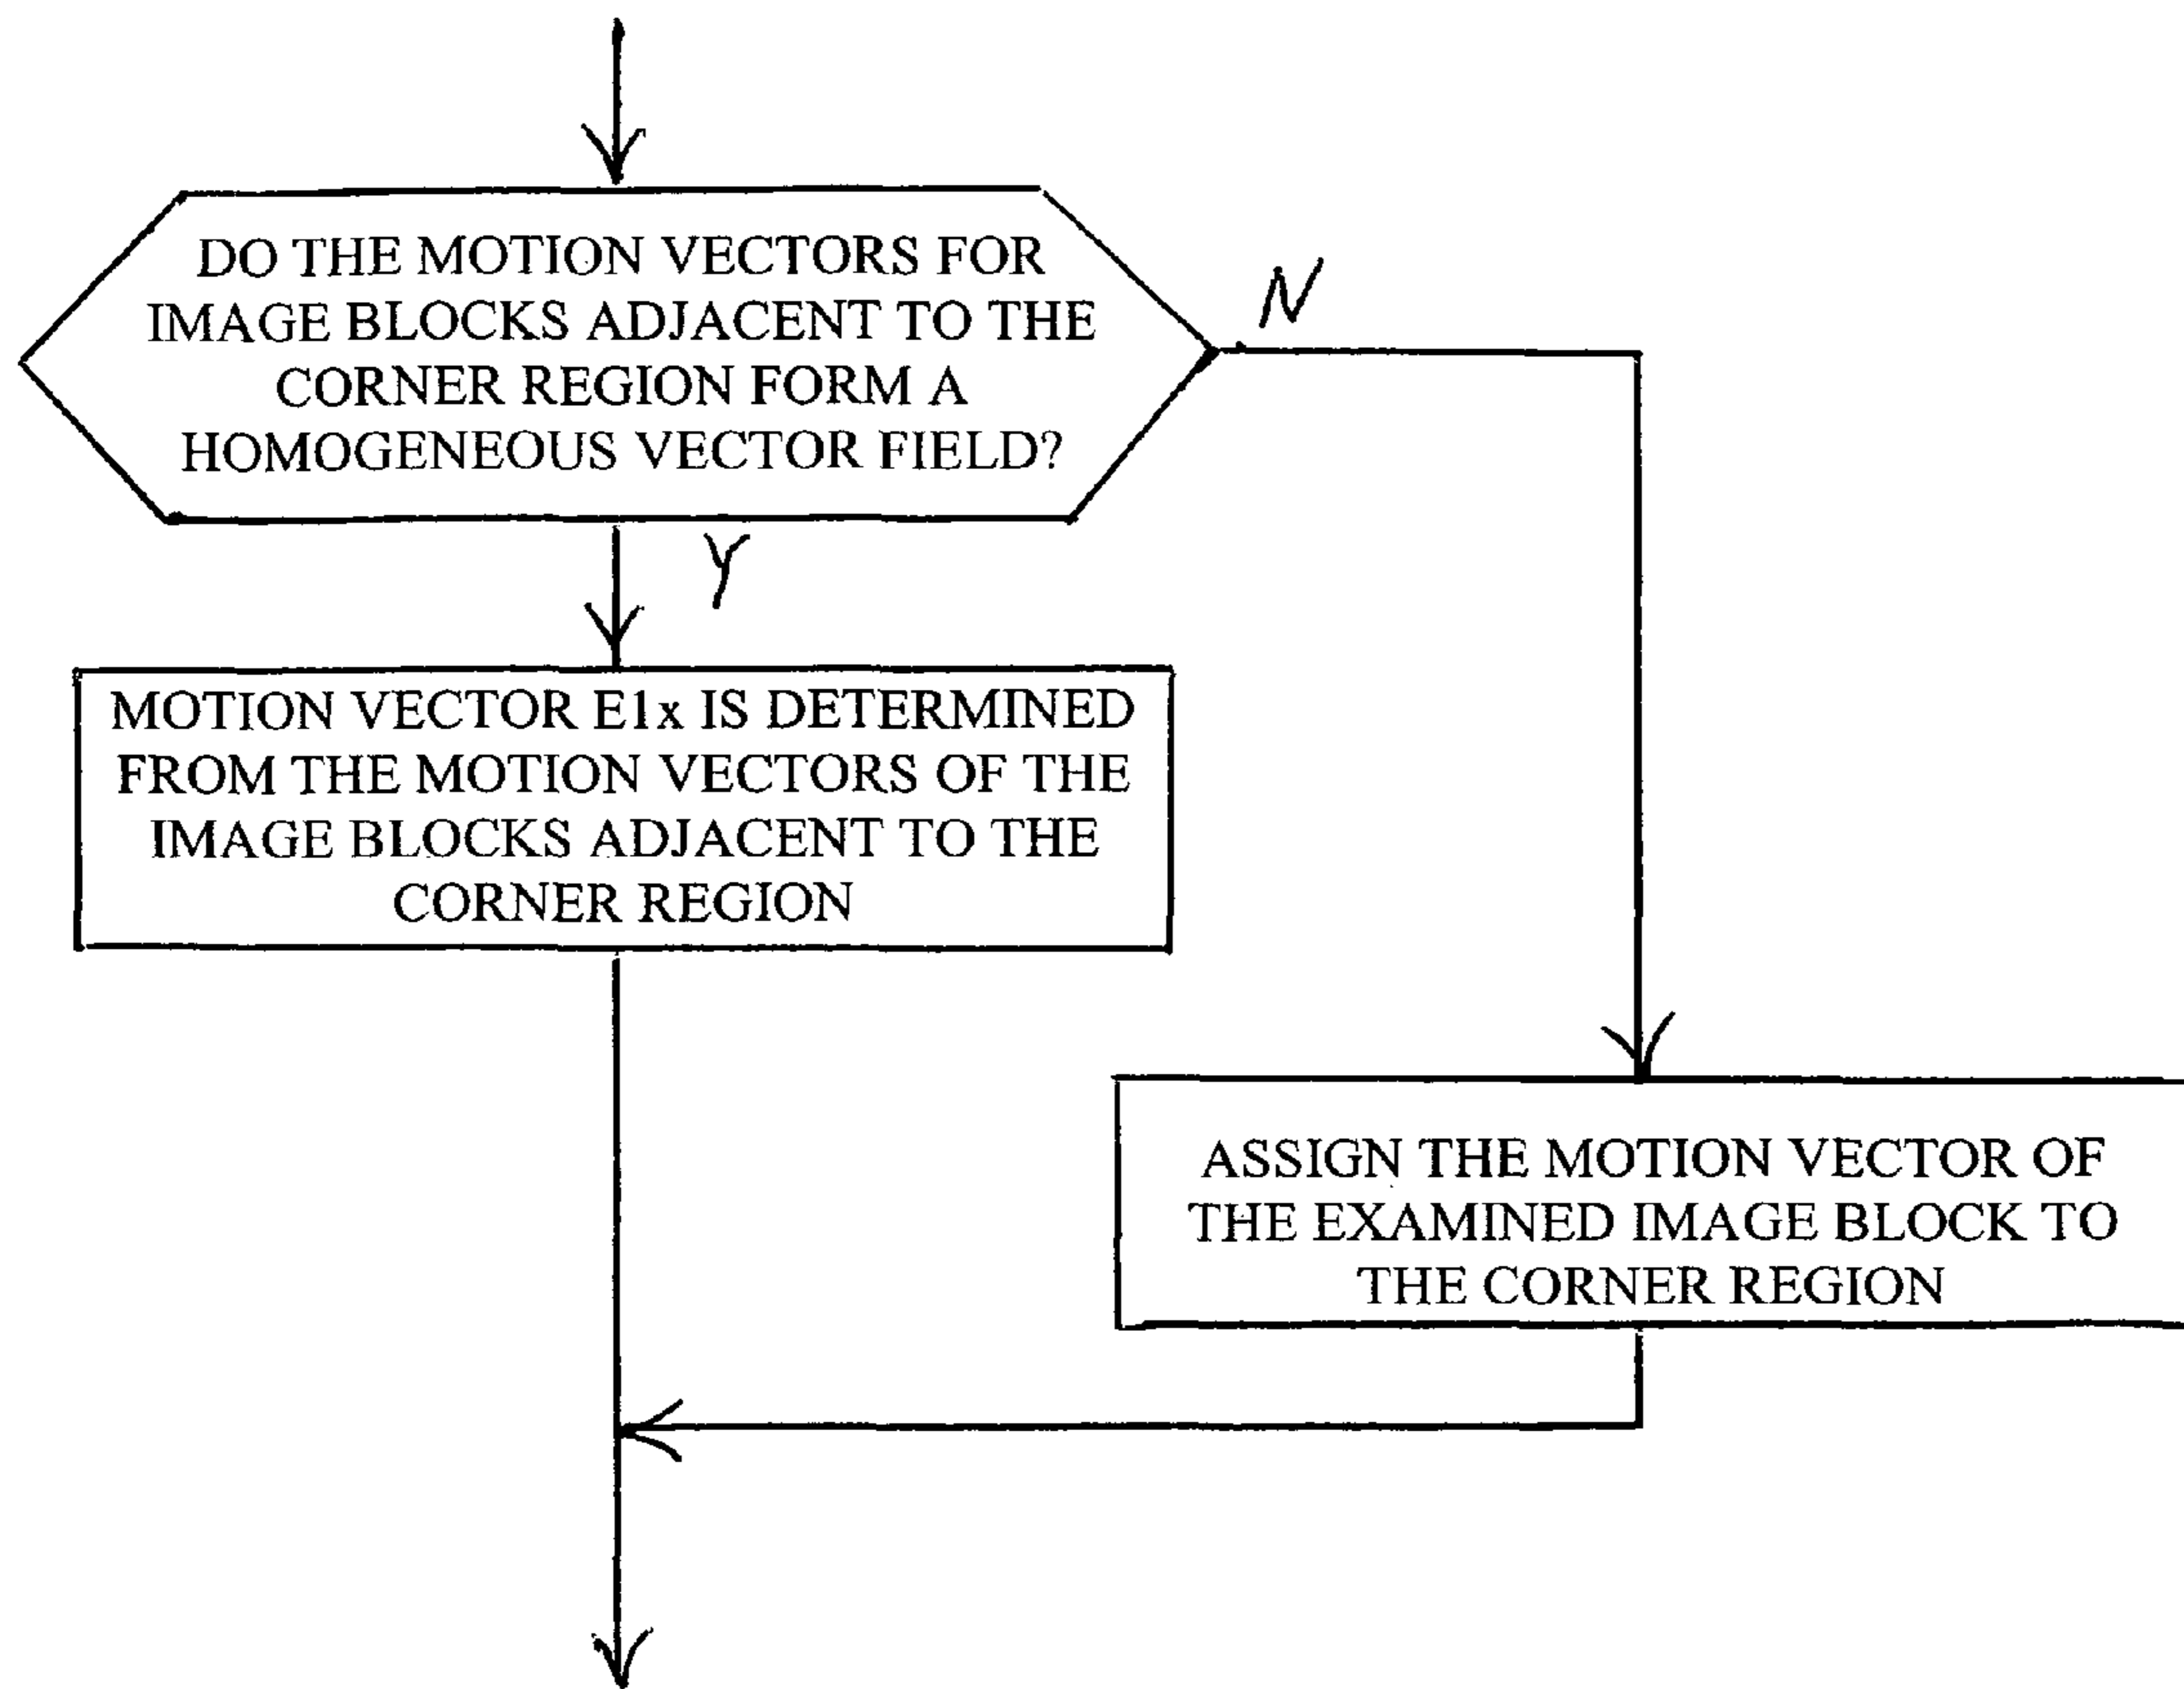 DO THE MOTION VECTORS FOR
IMAGE BLOCKS ADJACENT TO THE
CORNER REGION FORM A
HOMOGENEOUS VECTOR FIELD?
N
Y
MOTION VECTOR E1x IS DETERMINED
FROM THE MOTION VECTORS OF THE
IMAGE BLOCKS ADJACENT TO THE
CORNER REGION
ASSIGN THE MOTION VECTOR OF
THE EXAMINED IMAGE BLOCK TO
THE CORNER REGION